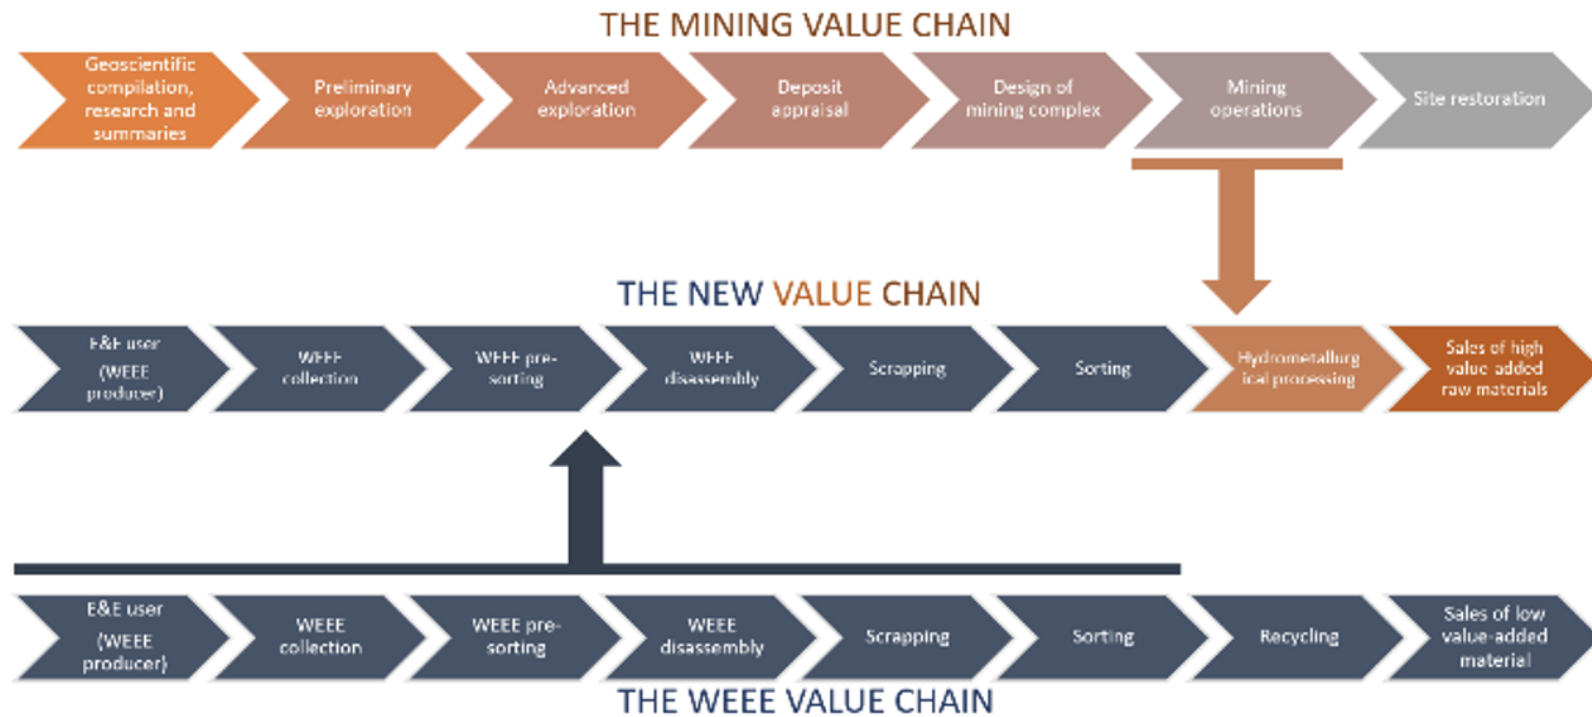 THE MINING VALUE CHAIN
Geoscientific
compilation,
research and
summaries
Preliminary
exploration
Advanced
exploration
Deposit
appraisal
Design of
mining complex
Mining
operations
Site restoration
THE NEW VALUE CHAIN
E&E user
(WEEE
producer)
WEEE
collection
WEEE pre-
sorting
WEEE
disassembly
Scrapping
Sorting
Hydrometallurg
ical processing
Sales of high
value-added
raw materials
E&E user
(WEEE
producer)
WEEE
collection
WEEE pre-
sorting
WEEE
disassembly
Scrapping
Sorting
Recycling
Sales of low
value-added
material
THE WEEE VALUE CHAIN